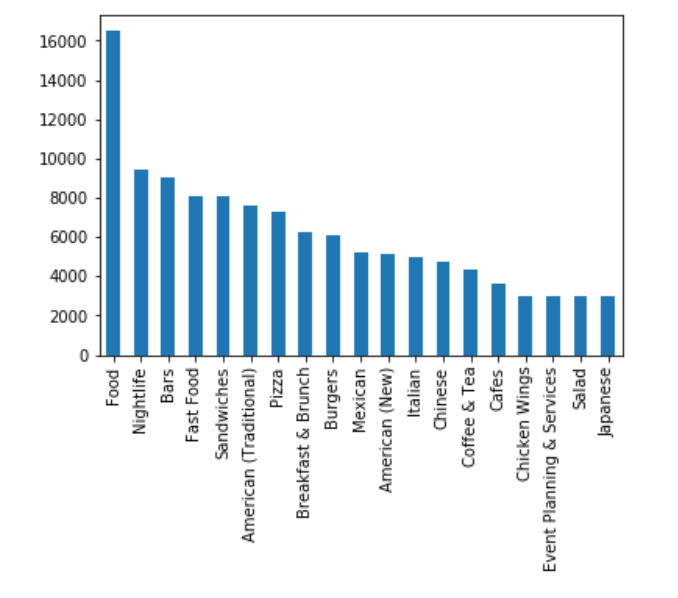 16000
14000
12000
10000
8000
6000
4000
2000
0
Food
Nightlife
Bars
Fast Food
Sandwiches
American (Traditional)
Pizza
Breakfast & Brunch
Burgers
Mexican
American (New)
Italian
Chinese
Coffee & Tea
Cafes
Chicken Wings
Event Planning & Services
Salad
Japanese